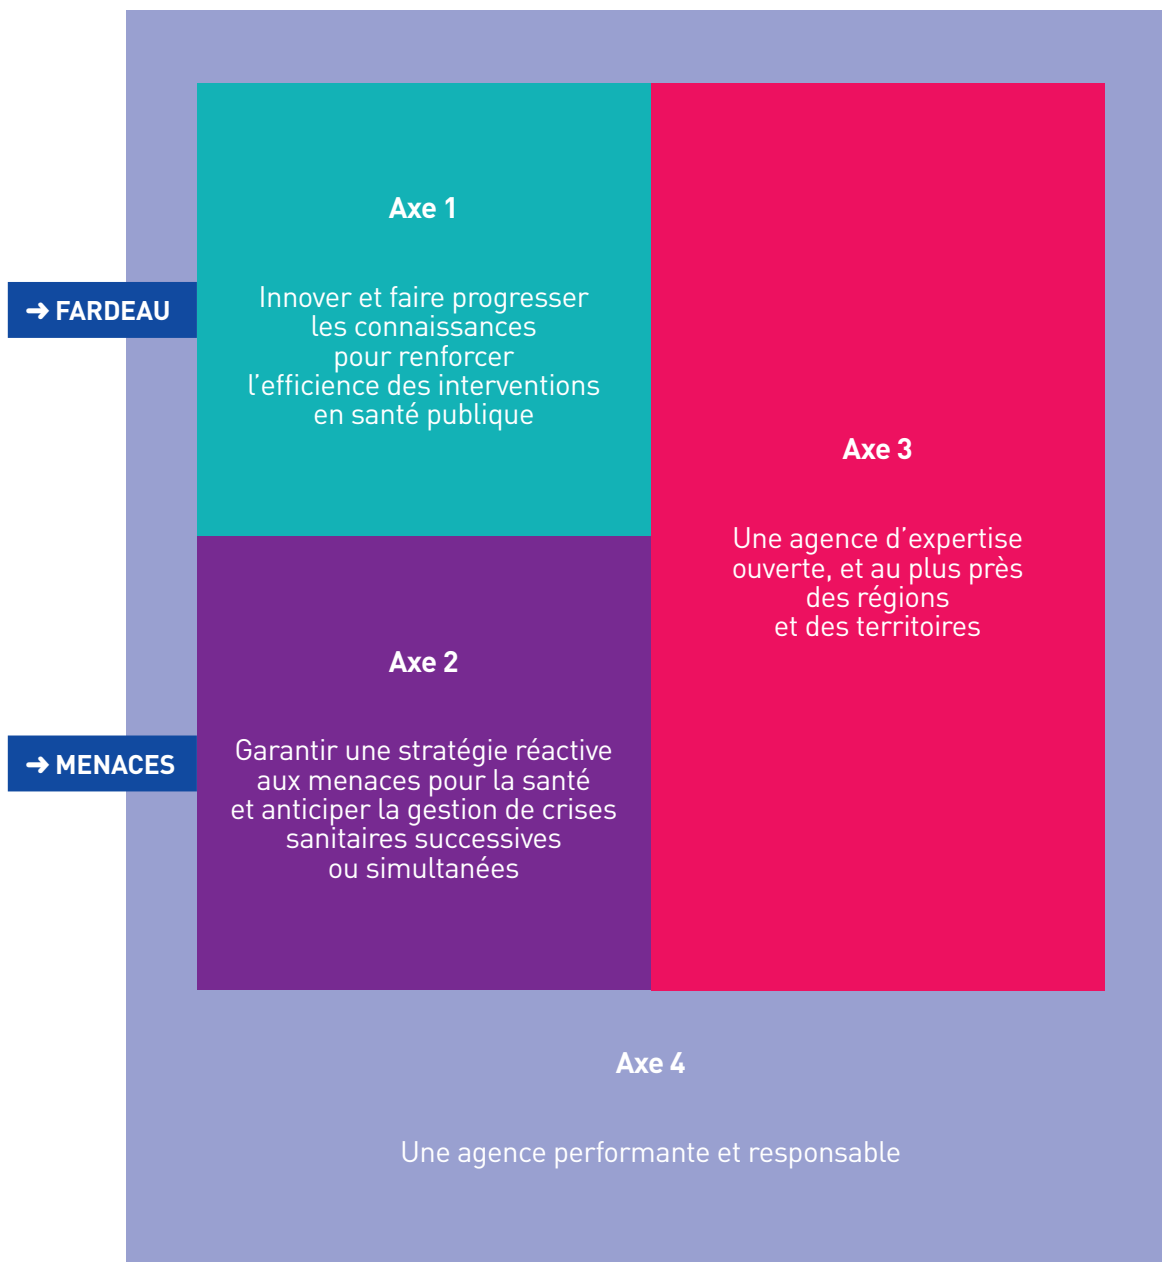 Axe 1
➜ FARDEAU
Innover et faire progresser
les connaissances
pour renforcer
l’efficience des interventions
en santé publique
Axe 2
➜ MENACES
Garantir une stratégie réactive
aux menaces pour la santé
et anticiper la gestion de crises
sanitaires successives
ou simultanées
Axe 3
Une agence d’expertise
ouverte, et au plus près
des régions
et des territoires
Axe 4
Une agence performante et responsable